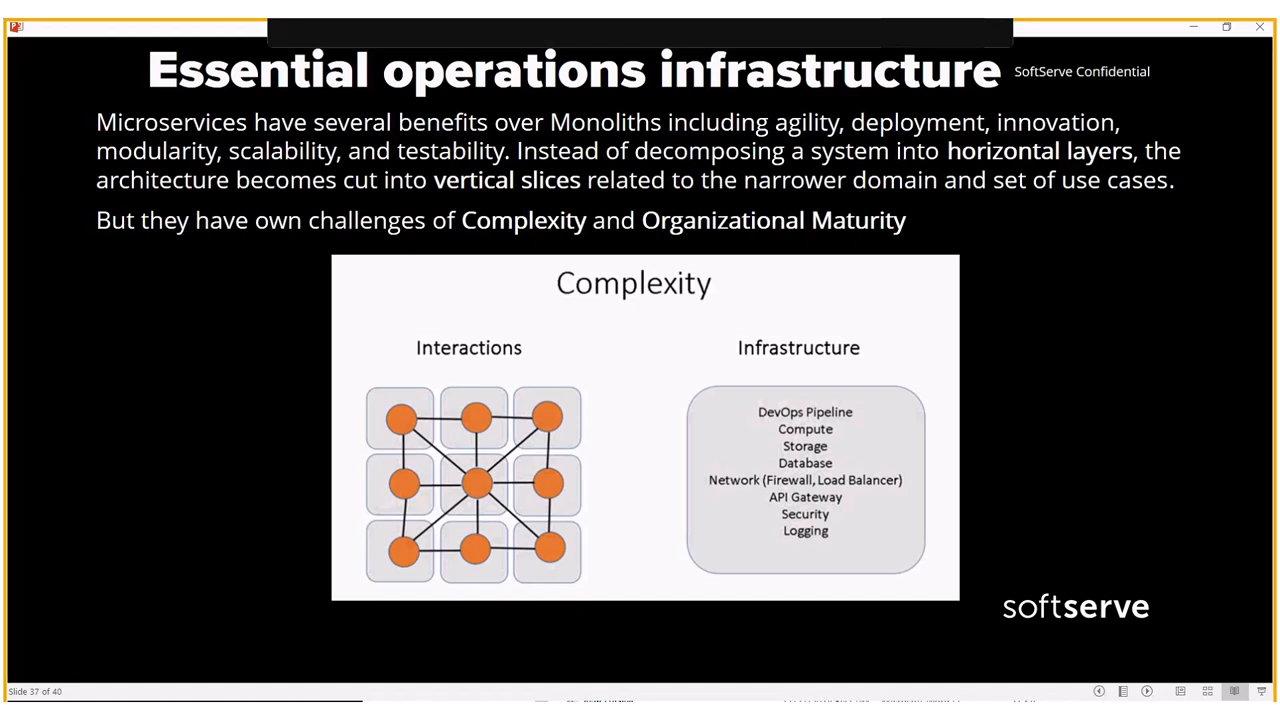 Essential operations infrastructure
SoftServe Confidential
Microservices have several benefits over Monoliths including agility, deployment, innovation,
modularity, scalability, and testability. Instead of decomposing a system into horizontal layers, the
architecture becomes cut into vertical slices related to the narrower domain and set of use cases.
But they have own challenges of Complexity and Organizational Maturity
Complexity
Interactions
Infrastructure
DevOps Pipeline
Compute
Storage
Database
Network (Firewall, Load Balancer)
API Gateway
Security
Logging
softserve
Slide 37 of 40